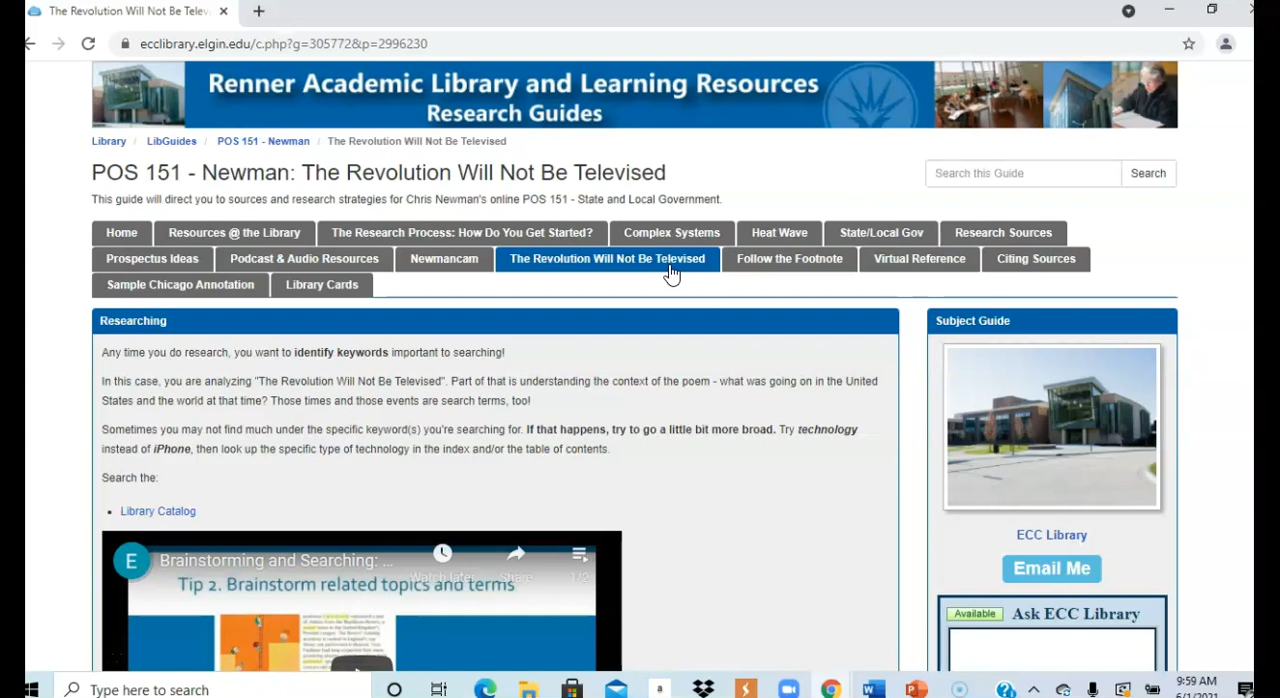 The Revolution Will Not Be Telev
ecclibrary.elgin.edu/c.php?g=305772&p=2996230
Renner Academic Library and Learning Resources
Research Guides
Library / LibGuides / POS 151 - Newman / The Revolution Will Not Be Televised
POS 151 - Newman: The Revolution Will Not Be Televised
Search this Guide Search
This guide will direct you to sources and research strategies for Chris Newman's online POS 151 - State and Local Government.
Home Resources @ the Library The Research Process: How Do You Get Started? Complex Systems Heat Wave State/Local Gov Research Sources
Prospectus Ideas Podcast & Audio Resources Newmancam The Revolution Will Not Be Televised Follow the Footnote Virtual Reference Citing Sources
Sample Chicago Annotation Library Cards
Researching
Any time you do research, you want to identify keywords important to searching!
In this case, you are analyzing "The Revolution Will Not Be Televised". Part of that is understanding the context of the poem - what was going on in the United
States and the world at that time? Those times and those events are search terms, too!
Sometimes you may not find much under the specific keyword(s) you're searching for. If that happens, try to go a little bit more broad. Try technology
instead of iPhone, then look up the specific type of technology in the index and/or the table of contents.
Search the:
• Library Catalog
E Brainstorming and Searching: ...
Watch later Share 1/2
Tip 2. Brainstorm related topics and terms
Subject Guide
ECC Library
Email Me
Available Ask ECC Library
Type here to search
9:59 AM
6/1/2021